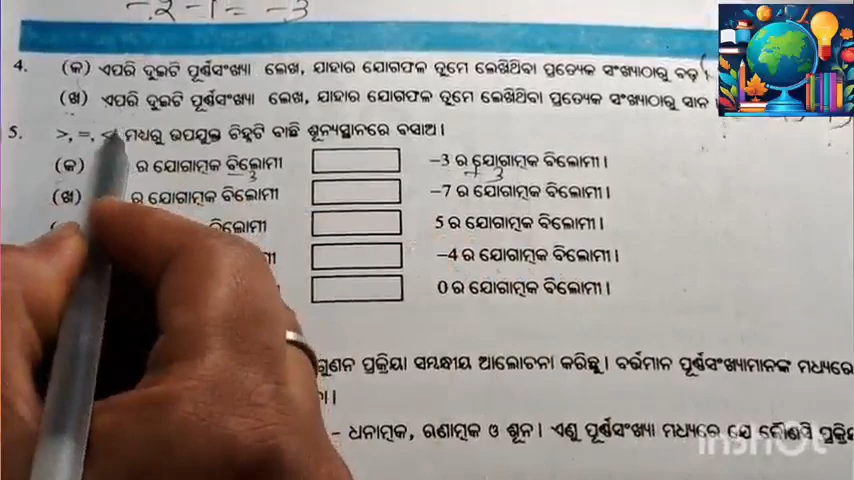 -2 -1 = -3
4. (କ) ଏପରି ଦୁଇଟି ପୂର୍ଣ୍ଣସଂଖ୍ୟା ଲେଖ, ଯାହାର ଯୋଗଫଳ ତୁମେ ଲେଖିଥିବା ପ୍ରତ୍ୟେକ ସଂଖ୍ୟାଠାରୁ ବଡ଼
(ଖ) ଏପରି ଦୁଇଟି ପୂର୍ଣ୍ଣସଂଖ୍ୟା ଲେଖ, ଯାହାର ଯୋଗଫଳ ତୁମେ ଲେଖିଥିବା ପ୍ରତ୍ୟେକ ସଂଖ୍ୟାଠାରୁ ସାନ
5. >, =, < ମଧ୍ୟରୁ ଉପଯୁକ୍ତ ଚିହ୍ନଟି ବାଛି ଶୂନ୍ୟସ୍ଥାନରେ ବସାଅ।
(କ) ର ଯୋଗାତ୍ମକ ବିଲୋମୀ -3 ର ଯୋଗାତ୍ମକ ବିଲୋମୀ।
(ଖ) ର ଯୋଗାତ୍ମକ ବିଲୋମୀ -7 ର ଯୋଗାତ୍ମକ ବିଲୋମୀ।
ବିଲୋମୀ 5 ର ଯୋଗାତ୍ମକ ବିଲୋମୀ।
-4 ର ଯୋଗାତ୍ମକ ବିଲୋମୀ।
0 ର ଯୋଗାତ୍ମକ ବିଲୋମୀ।
ଗୁଣନ ପ୍ରକ୍ରିୟା ସମ୍ବନ୍ଧୀୟ ଆଲୋଚନା କରିଛୁ। ବର୍ତ୍ତମାନ ପୂର୍ଣ୍ଣସଂଖ୍ୟାମାନଙ୍କ ମଧ୍ୟରେ
- ଧନାତ୍ମକ, ଋଣାତ୍ମକ ଓ ଶୂନ। ଏଣୁ ପୂର୍ଣ୍ଣସଂଖ୍ୟା ମଧ୍ୟରେ ଯେ କୌଣସି
InShot